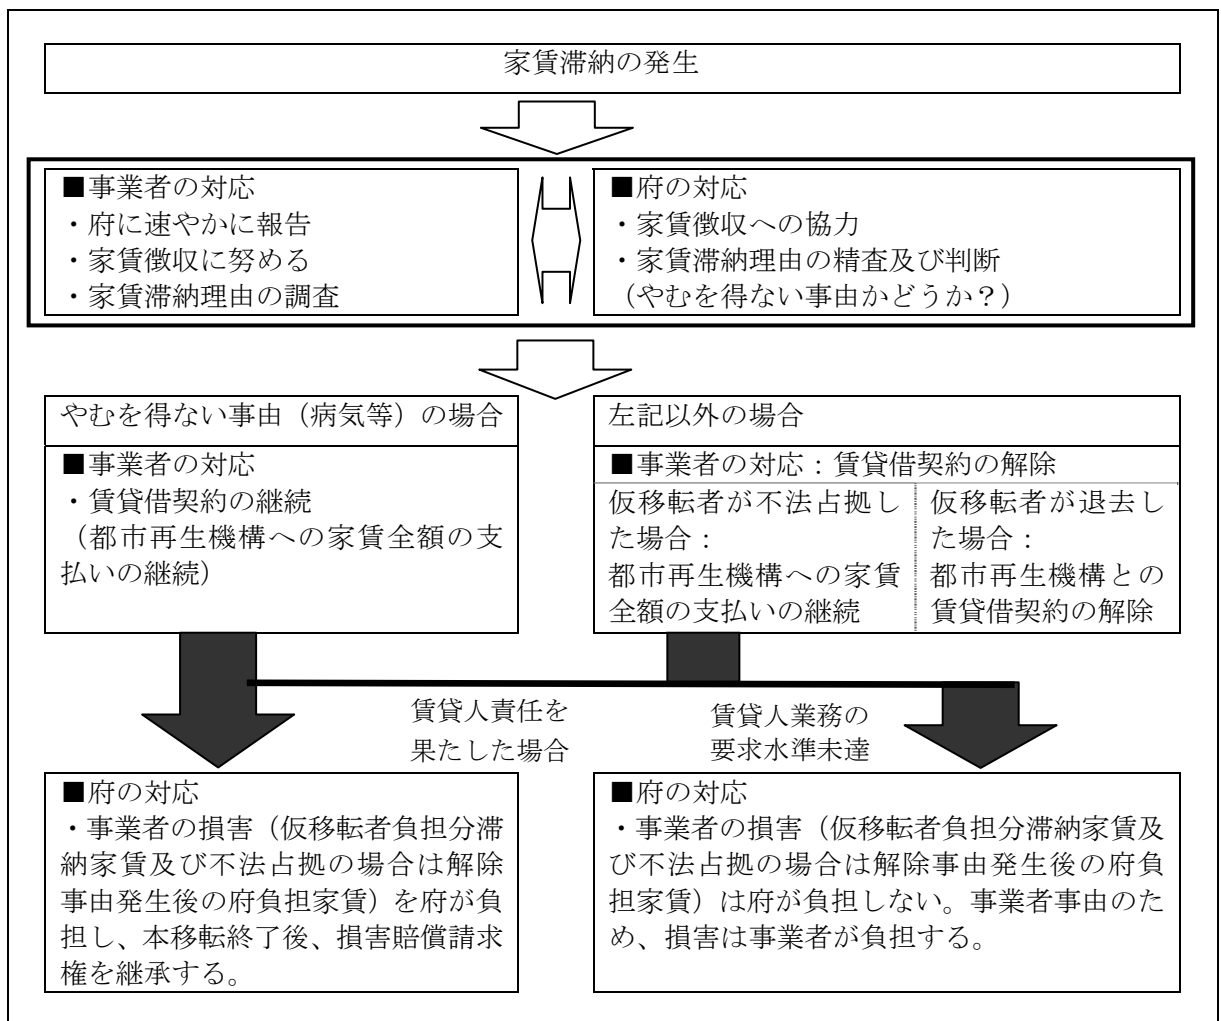 家賃滞納の発生
■事業者の対応
・府に速やかに報告
・家賃徴収に努める
・家賃滞納理由の調査
■府の対応
・家賃徴収への協力
・家賃滞納理由の精査及び判断
（やむを得ない事由かどうか？）
やむを得ない事由（病気等）の場合
■事業者の対応
・賃貸借契約の継続
（都市再生機構への家賃全額の支
払いの継続）
左記以外の場合
■事業者の対応：賃貸借契約の解除
仮移転者が不法占拠し
た場合：
都市再生機構への家賃
全額の支払いの継続
仮移転者が退去し
た場合：
都市再生機構との
賃貸借契約の解除
賃貸人責任を
果たした場合
賃貸人業務の
要求水準未達
■府の対応
・事業者の損害（仮移転者負担分滞
納家賃及び不法占拠の場合は解除
事由発生後の府負担家賃）を府が負
担し、本移転終了後、損害賠償請求
権を継承する。
■府の対応
・事業者の損害（仮移転者負担分滞納家賃及
び不法占拠の場合は解除事由発生後の府負
担家賃）は府が負担しない。事業者事由のた
め、損害は事業者が負担する。